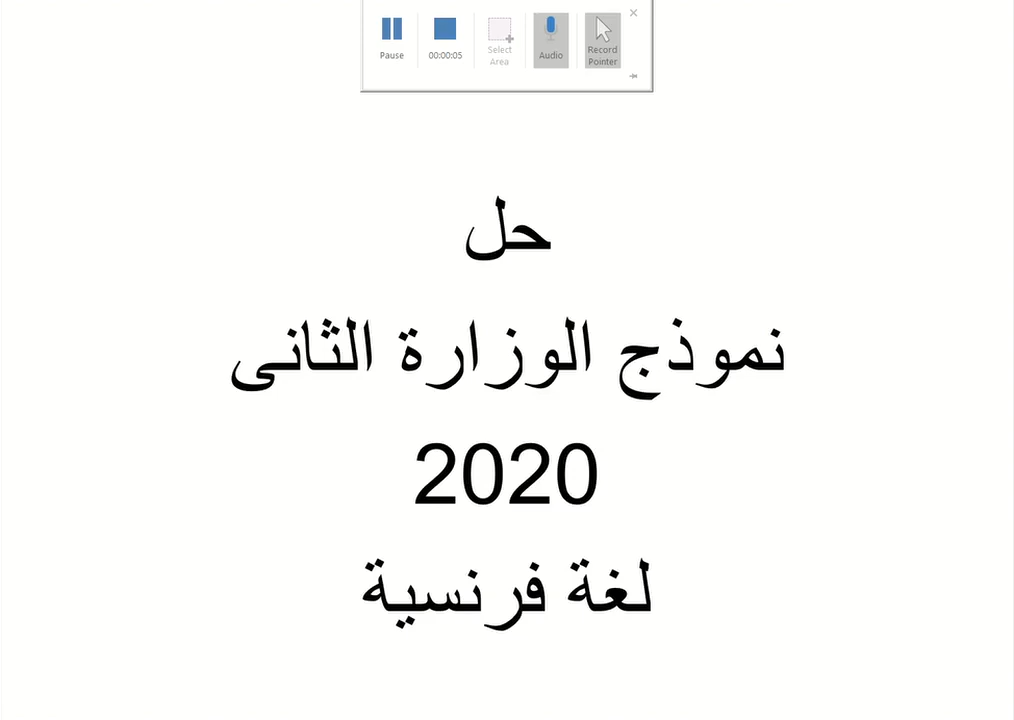 Pause
00:00:05
Select
Area
Audio
Record
Pointer
حل
نموذج الوزارة الثانى
2020
لغة فرنسية